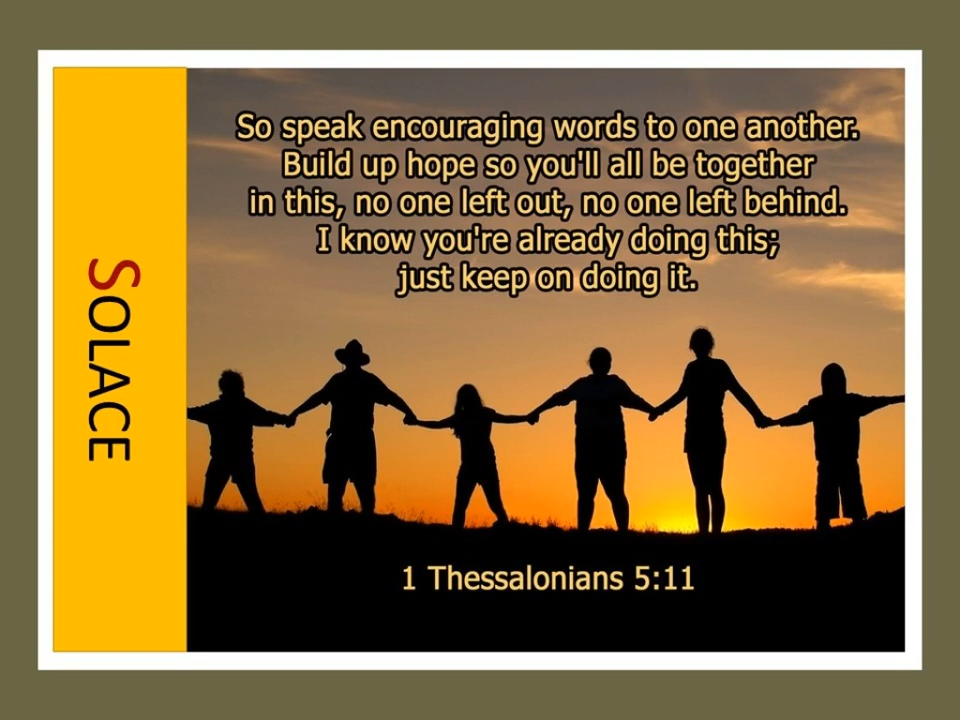 SOLACE
So speak encouraging words to one another.
Build up hope so you'll all be together
in this, no one left out, no one left behind.
I know you're already doing this;
just keep on doing it.
1 Thessalonians 5:11